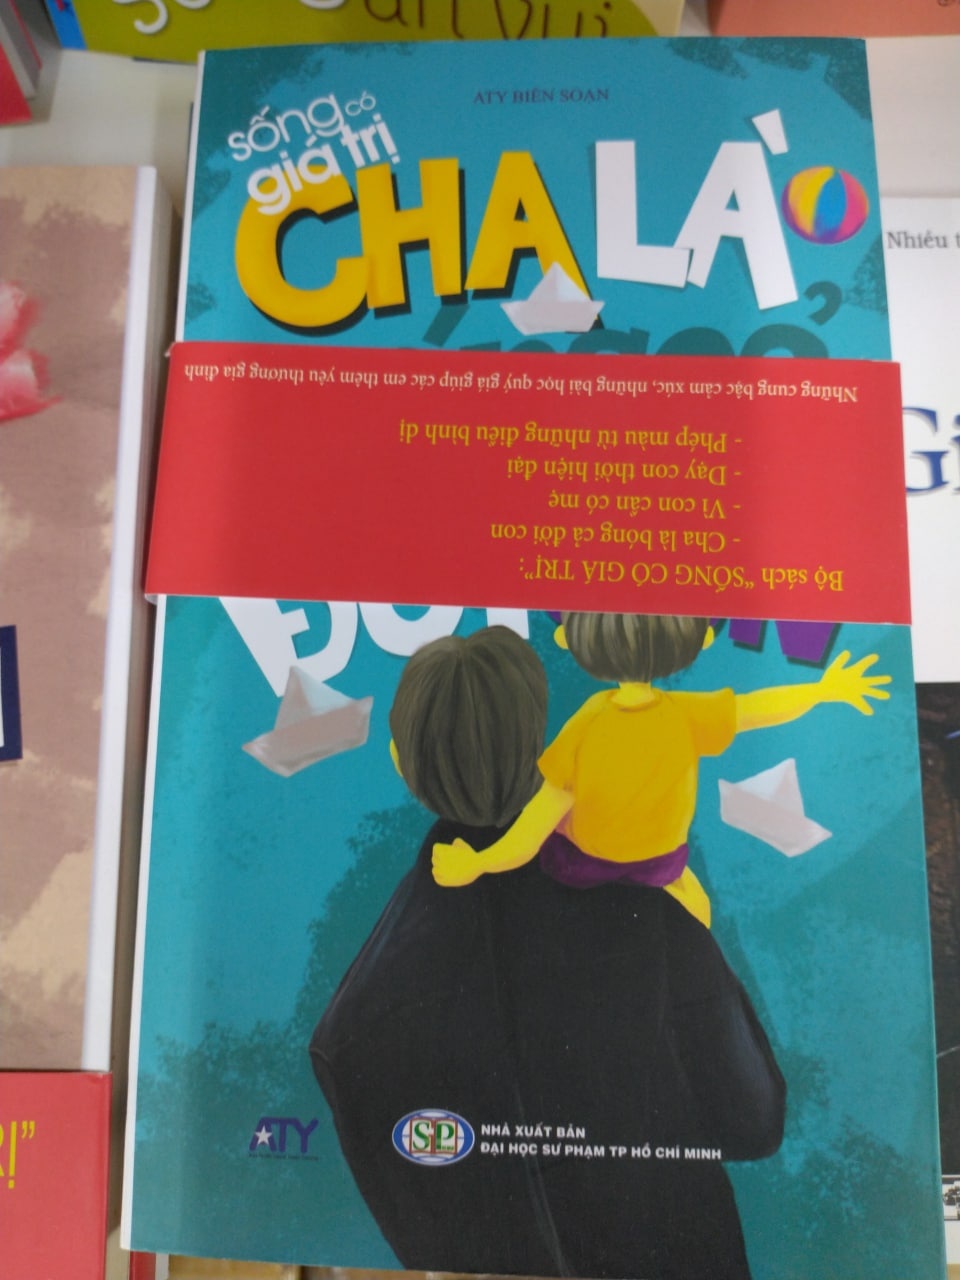 ATY BIÊN SOẠN
sống có
giá trị
CHA LÀ
Những cung bậc cảm xúc, những bài học quý giá giúp các em thêm yêu thương gia đình
Bộ sách “SỐNG CÓ GIÁ TRỊ”:
- Cha là bóng cả đời con
- Vì con cần có mẹ
- Dạy con thời hiện đại
- Phép màu từ những điều bình dị
ATY
SP
NHÀ XUẤT BẢN
ĐẠI HỌC SƯ PHẠM TP HỒ CHÍ MINH
Nhiều